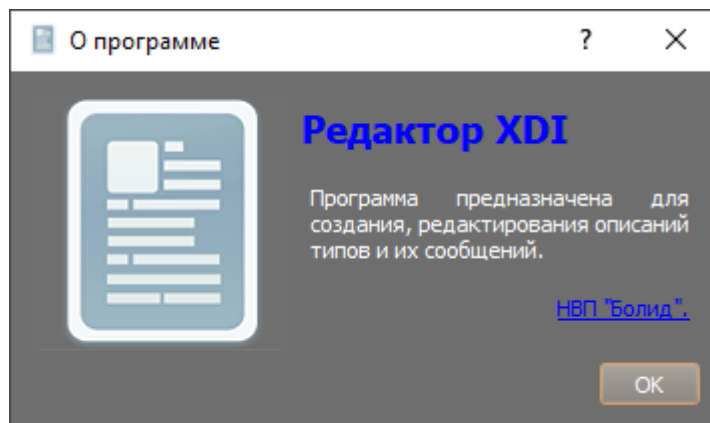 О программе
Редактор XDI
Программа предназначена для
создания, редактирования описаний
типов и их сообщений.
НВП "Болид".
OK